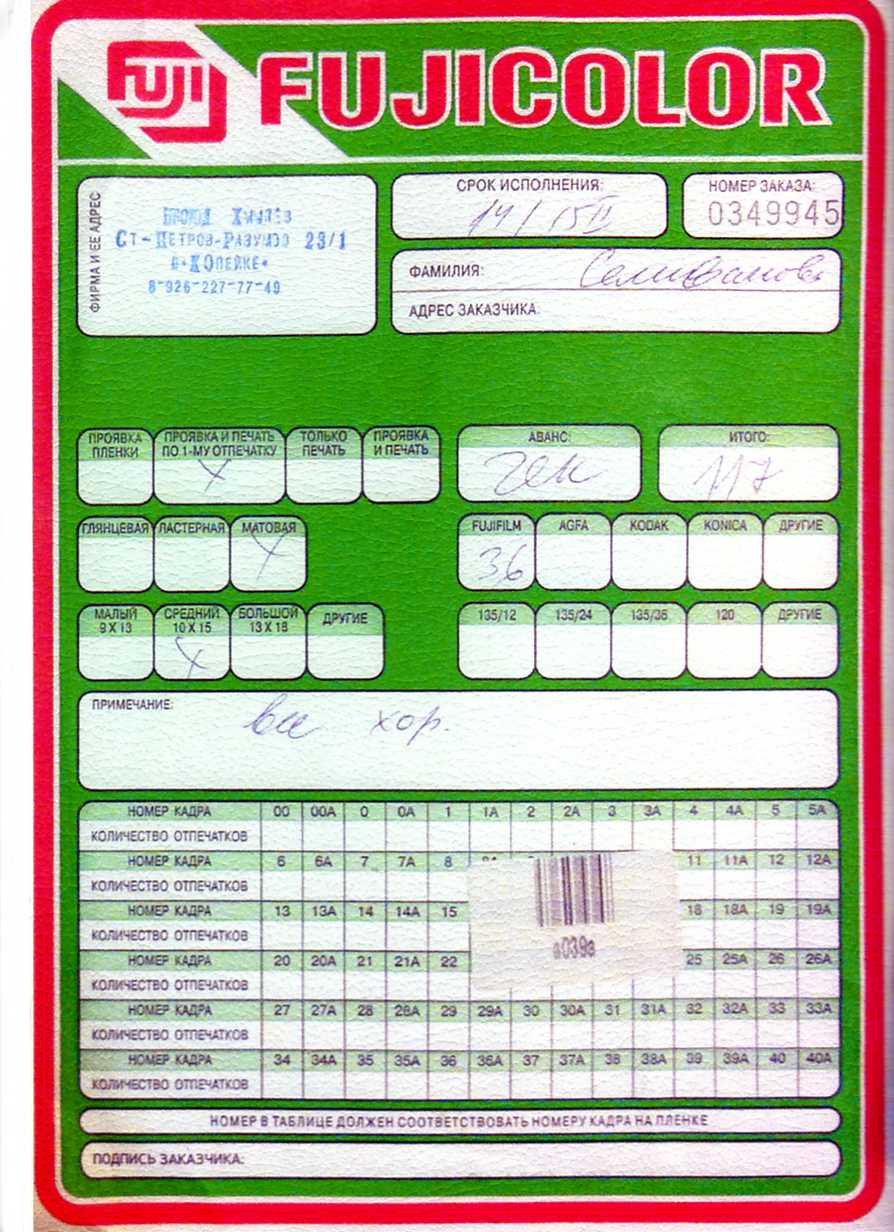 FUJI FUJICOLOR
ФИРМА И ЕЕ АДРЕС
СТ-ПЕТРОВ-РАЗУМВО 23/1
В «КОПЕЙКЕ»
8-926-227-77-49
СРОК ИСПОЛНЕНИЯ:
14/15 II
НОМЕР ЗАКАЗА:
0349945
ФАМИЛИЯ: Селифанова
АДРЕС ЗАКАЗЧИКА:
ПРОЯВКА ПЛЕНКИ
ПРОЯВКА И ПЕЧАТЬ ПО 1-МУ ОТПЕЧАТКУ
X
ТОЛЬКО ПЕЧАТЬ
ПРОЯВКА И ПЕЧАТЬ
АВАНС:
чек
ИТОГО:
117
ГЛЯНЦЕВАЯ ЛАСТЕРНАЯ МАТОВАЯ
X
FUJIFILM AGFA KODAK KONICA ДРУГИЕ
36
МАЛЫЙ 9 X 13
СРЕДНИЙ 10 X 15
БОЛЬШОЙ 13 X 18
ДРУГИЕ
X
135/12 135/24 135/36 120 ДРУГИЕ
ПРИМЕЧАНИЕ:
все хор.
НОМЕР КАДРА 00 00A 0 0A 1 1A 2 2A 3 3A 4 4A 5 5A
КОЛИЧЕСТВО ОТПЕЧАТКОВ
НОМЕР КАДРА 6 6A 7 7A 8 11 11A 12 12A
КОЛИЧЕСТВО ОТПЕЧАТКОВ
НОМЕР КАДРА 13 13A 14 14A 15 18 18A 19 19A
КОЛИЧЕСТВО ОТПЕЧАТКОВ
НОМЕР КАДРА 20 20A 21 21A 22 25 25A 26 26A
КОЛИЧЕСТВО ОТПЕЧАТКОВ
НОМЕР КАДРА 27 27A 28 28A 29 29A 30 30A 31 31A 32 32A 33 33A
КОЛИЧЕСТВО ОТПЕЧАТКОВ
НОМЕР КАДРА 34 34A 35 35A 36 36A 37 37A 38 38A 39 39A 40 40A
КОЛИЧЕСТВО ОТПЕЧАТКОВ
НОМЕР В ТАБЛИЦЕ ДОЛЖЕН СООТВЕТСТВОВАТЬ НОМЕРУ КАДРА НА ПЛЕНКЕ
ПОДПИСЬ ЗАКАЗЧИКА: